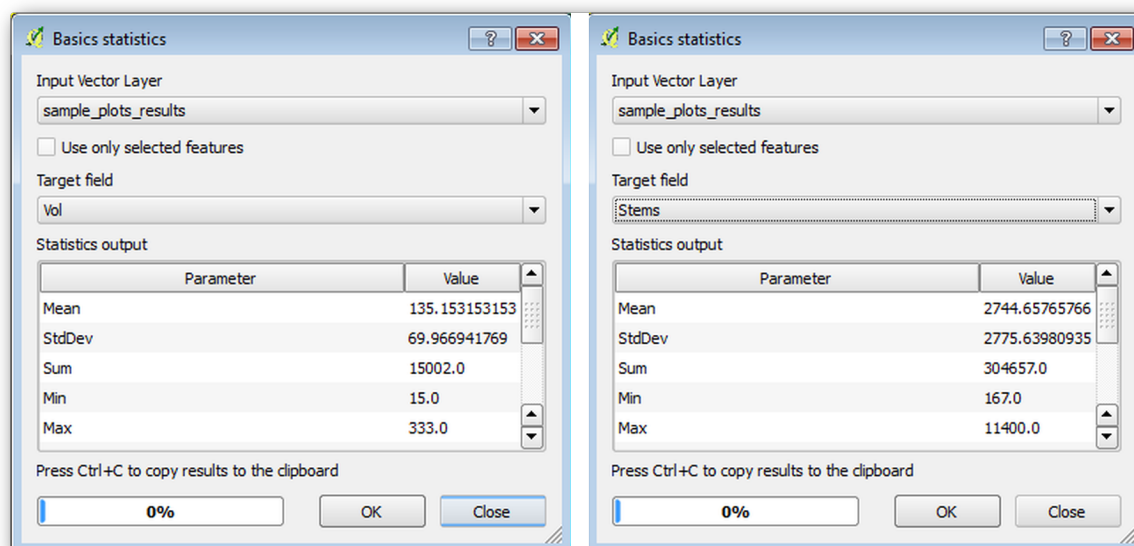 Basics statistics
Input Vector Layer
sample_plots_results
Use only selected features
Target field
Vol
Statistics output
Parameter Value
Mean 135.153153153
StdDev 69.966941769
Sum 15002.0
Min 15.0
Max 333.0
Press Ctrl+C to copy results to the clipboard
0% OK Close
Basics statistics
Input Vector Layer
sample_plots_results
Use only selected features
Target field
Stems
Statistics output
Parameter Value
Mean 2744.65765766
StdDev 2775.63980935
Sum 304657.0
Min 167.0
Max 11400.0
Press Ctrl+C to copy results to the clipboard
0% OK Close